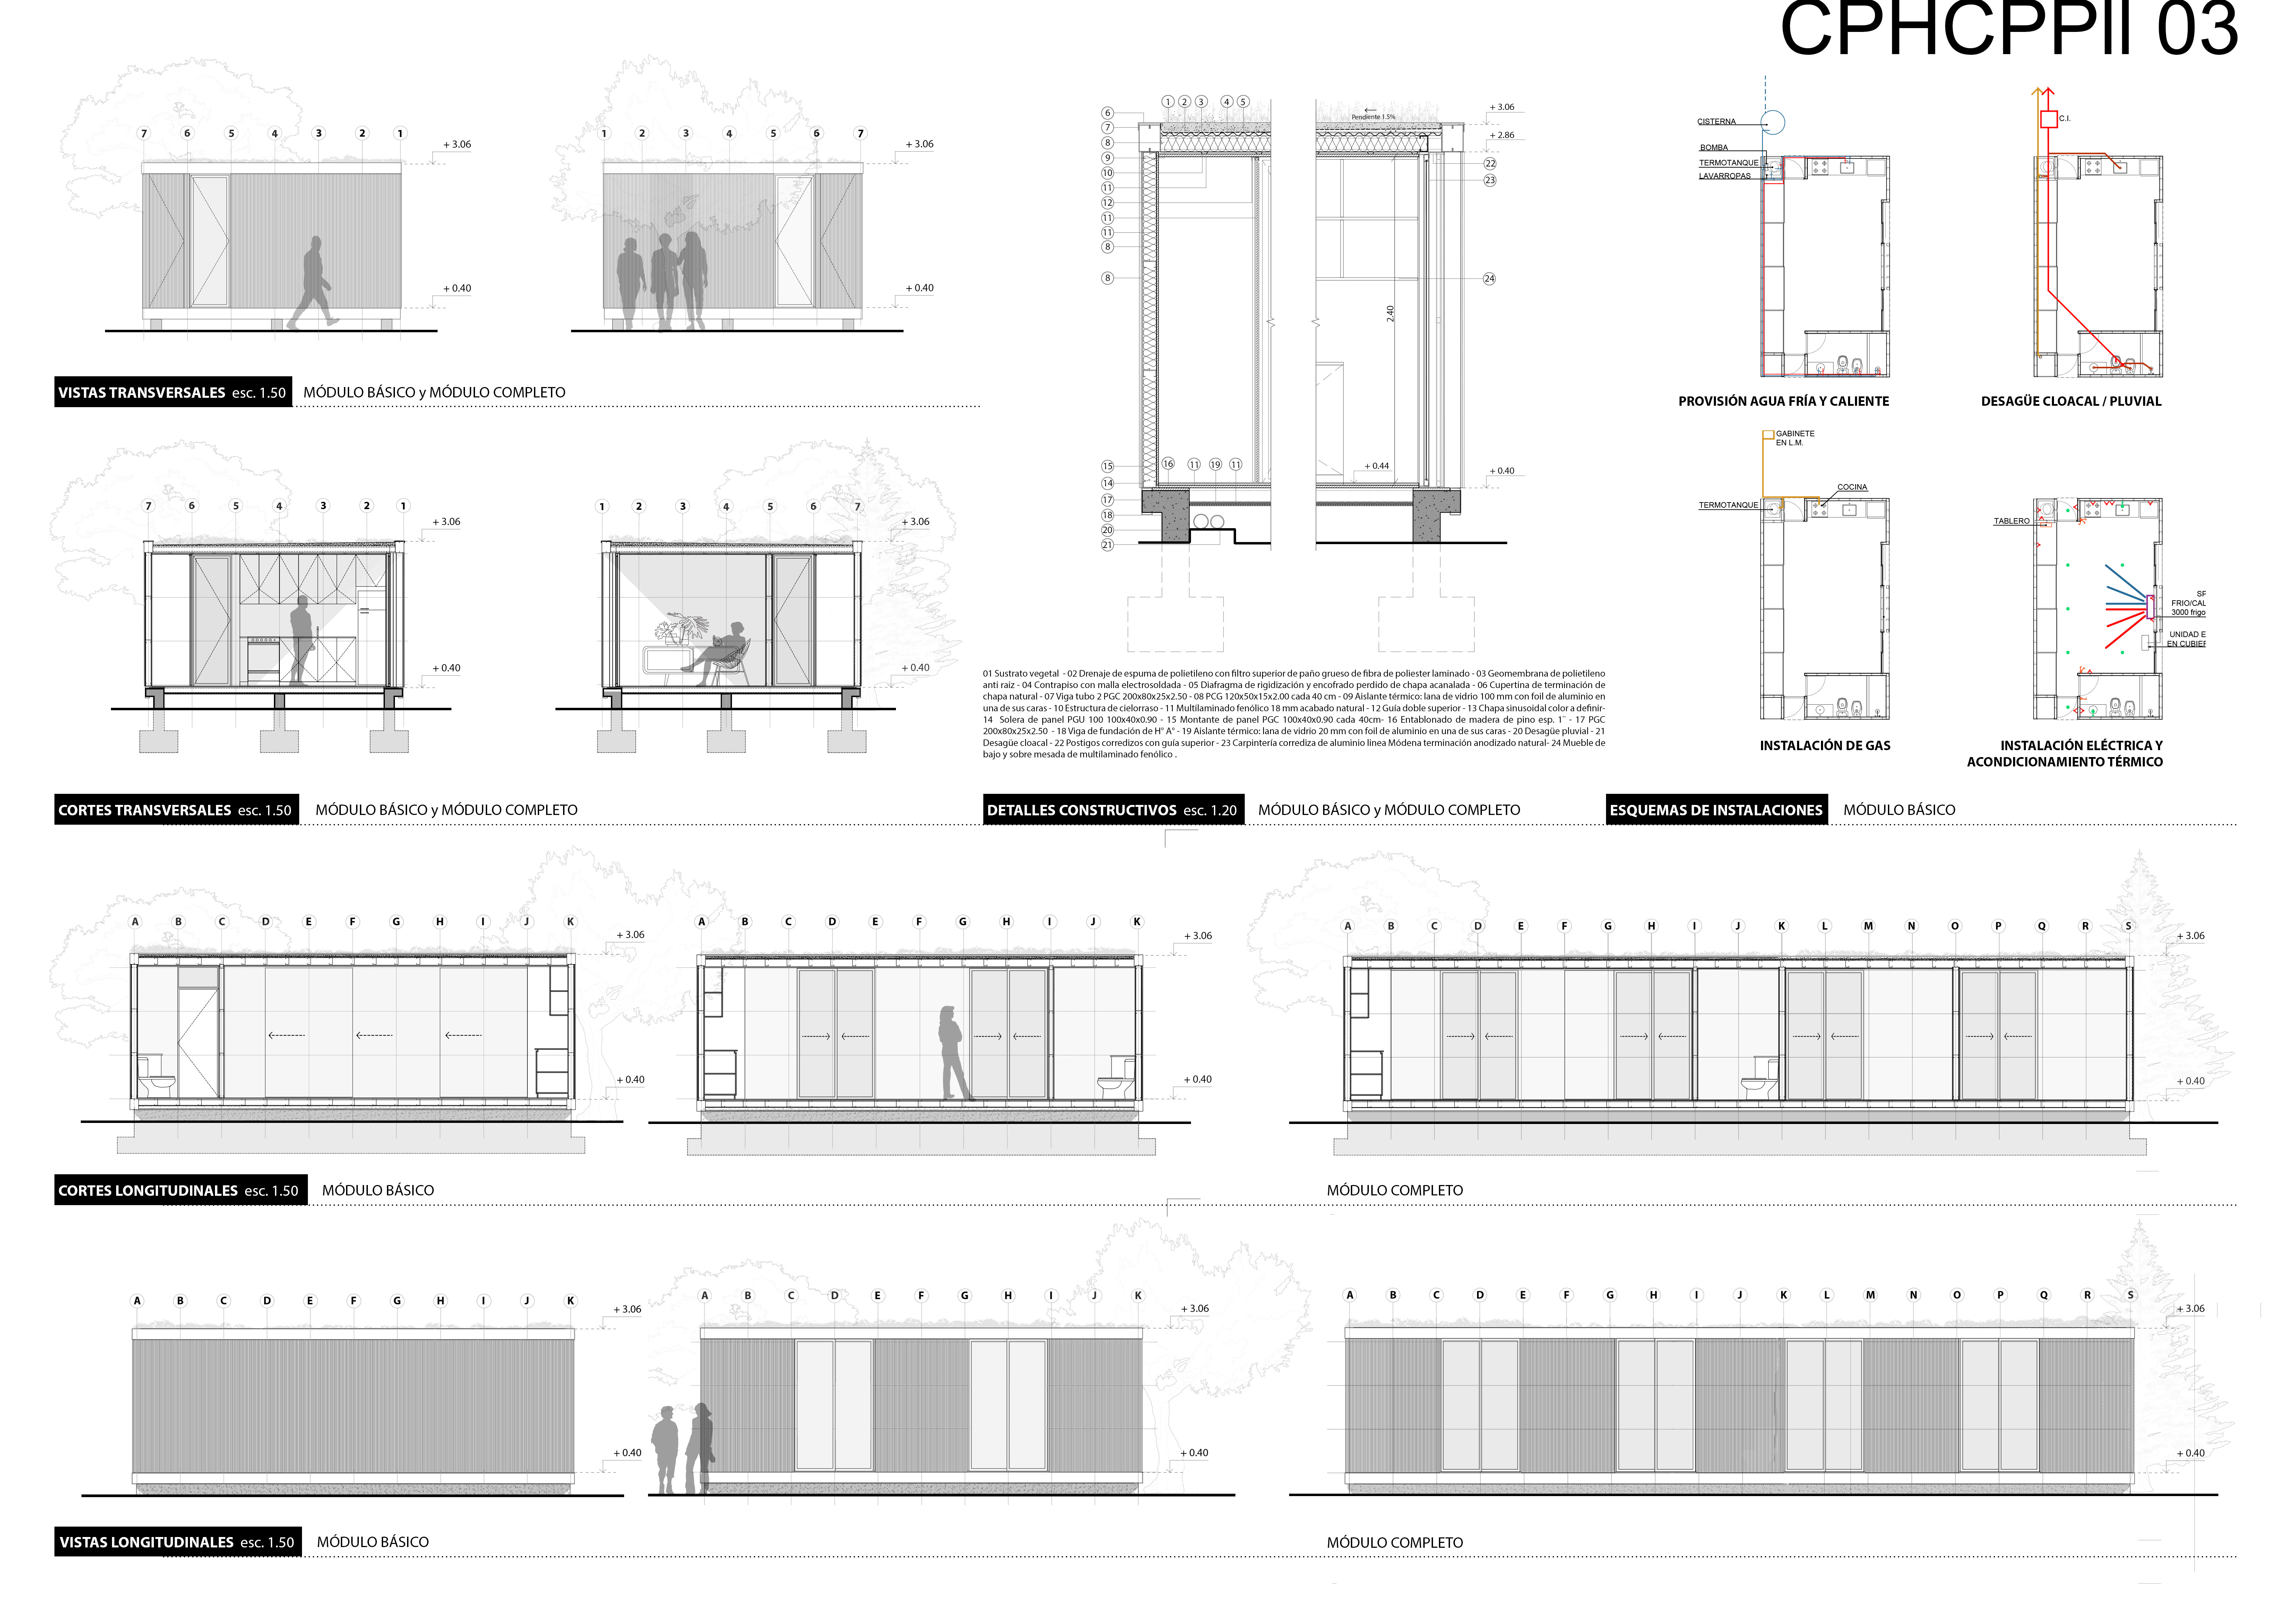 CPHCPPII 03
7 6 5 4 3 2 1
+ 3.06
+ 0.40
1 2 3 4 5 6 7
+ 3.06
+ 0.40
VISTAS TRANSVERSALES esc. 1.50 MÓDULO BÁSICO y MÓDULO COMPLETO
7 6 5 4 3 2 1
+ 3.06
+ 0.40
1 2 3 4 5 6 7
+ 3.06
+ 0.40
CORTES TRANSVERSALES esc. 1.50 MÓDULO BÁSICO y MÓDULO COMPLETO
1 2 3 4 5
6
7
8
9
10
11
12
11
11
8
8
15
14
17
18
20
21
16 11 19 11
Pendiente 1.5%
+ 3.06
+ 2.86
22
23
24
2.40
+ 0.44
+ 0.40
01 Sustrato vegetal - 02 Drenaje de espuma de polietileno con filtro superior de paño grueso de fibra de poliester laminado - 03 Geomembrana de polietileno
anti raiz - 04 Contrapiso con malla electrosoldada - 05 Diafragma de rigidización y encofrado perdido de chapa acanalada - 06 Cupertina de terminación de
chapa natural - 07 Viga tubo 2 PGC 200x80x25x2.50 - 08 PCG 120x50x15x2.00 cada 40 cm - 09 Aislante térmico: lana de vidrio 100 mm con foil de aluminio en
una de sus caras - 10 Estructura de cielorraso - 11 Multilaminado fenólico 18 mm acabado natural - 12 Guía doble superior - 13 Chapa sinusoidal color a definir-
14 Solera de panel PGU 100 100x40x0.90 - 15 Montante de panel PGC 100x40x0.90 cada 40cm- 16 Entablonado de madera de pino esp. 1¨ - 17 PGC
200x80x25x2.50 - 18 Viga de fundación de H° A° - 19 Aislante térmico: lana de vidrio 20 mm con foil de aluminio en una de sus caras - 20 Desagüe pluvial - 21
Desagüe cloacal - 22 Postigos corredizos con guía superior - 23 Carpintería corrediza de aluminio linea Módena terminación anodizado natural- 24 Mueble de
bajo y sobre mesada de multilaminado fenólico .
DETALLES CONSTRUCTIVOS esc. 1.20 MÓDULO BÁSICO y MÓDULO COMPLETO
CISTERNA
BOMBA
TERMOTANQUE
LAVARROPAS
PROVISIÓN AGUA FRÍA Y CALIENTE
C.I.
DESAGÜE CLOACAL / PLUVIAL
GABINETE
EN L.M.
COCINA
TERMOTANQUE
INSTALACIÓN DE GAS
TABLERO
SP
FRIO/CAL
3000 frigo
UNIDAD E
EN CUBIER
INSTALACIÓN ELÉCTRICA Y
ACONDICIONAMIENTO TÉRMICO
ESQUEMAS DE INSTALACIONES MÓDULO BÁSICO
A B C D E F G H I J K
+ 3.06
+ 0.40
A B C D E F G H I J K
+ 3.06
+ 0.40
A B C D E F G H I J K L M N O P Q R S
+ 3.06
+ 0.40
CORTES LONGITUDINALES esc. 1.50 MÓDULO BÁSICO
MÓDULO COMPLETO
A B C D E F G H I J K
+ 3.06
+ 0.40
A B C D E F G H I J K
+ 3.06
+ 0.40
A B C D E F G H I J K L M N O P Q R S
+ 3.06
+ 0.40
VISTAS LONGITUDINALES esc. 1.50 MÓDULO BÁSICO
MÓDULO COMPLETO